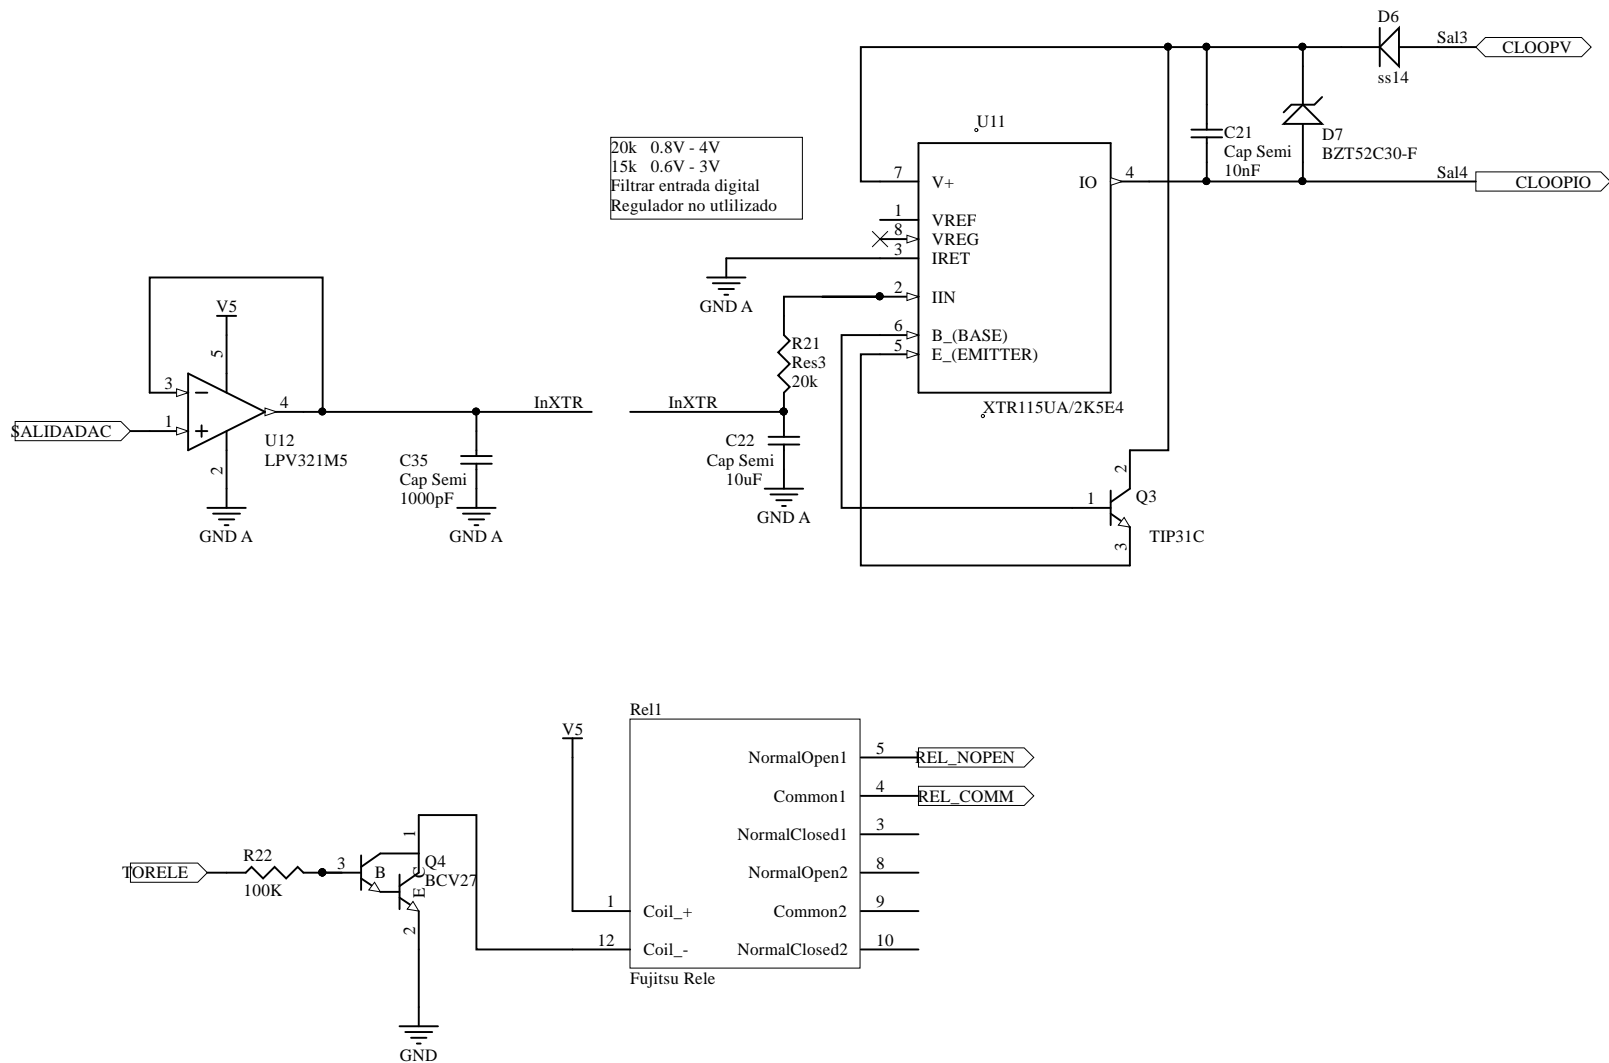 D6
Sal3
CLOOPV
ss14
U11
20k 0.8V - 4V
15k 0.6V - 3V
Filtrar entrada digital
Regulador no utlilizado
C21
Cap Semi
10nF
D7
BZT52C30-F
7
V+
IO
4
Sal4
CLOOPIO
1
VREF
8
VREG
3
IRET
GND A
2
IIN
6
B_(BASE)
5
E_(EMITTER)
R21
Res3
20k
XTR115UA/2K5E4
V5
5
3
4
InXTR
InXTR
SALIDADAC
1
U12
LPV321M5
2
GND A
C35
Cap Semi
1000pF
GND A
C22
Cap Semi
10uF
GND A
2
1
Q3
3
TIP31C
Rel1
V5
NormalOpen1
5
REL_NOPEN
Common1
4
REL_COMM
NormalClosed1
3
NormalOpen2
8
1
Coil_+
Common2
9
12
Coil_-
NormalClosed2
10
Fujitsu Rele
TORELE
R22
100K
3
B
1
C
Q4
BCV27
E
2
GND